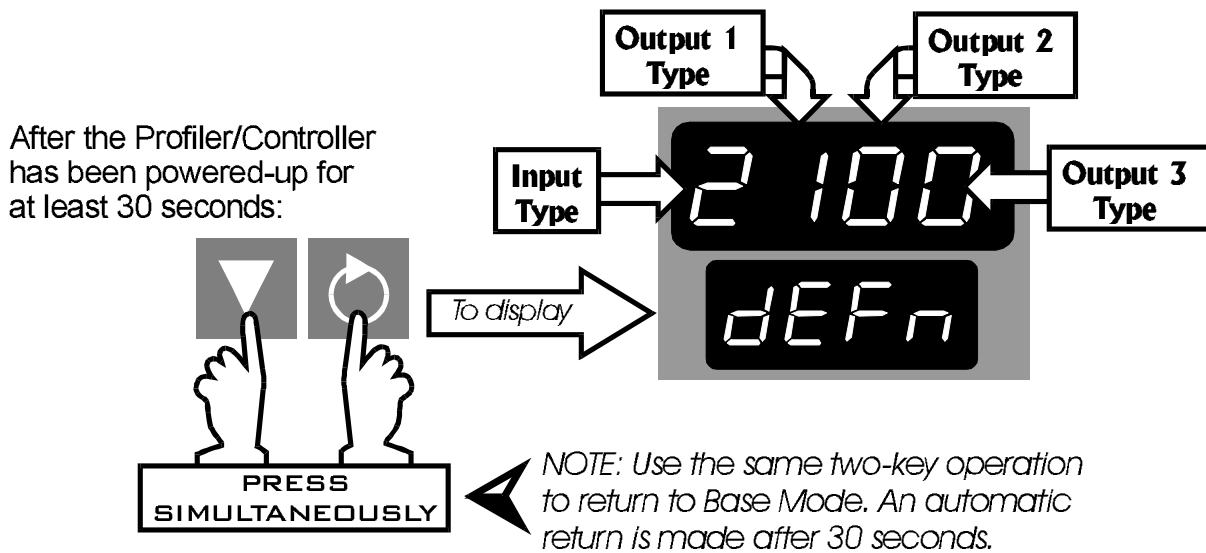 Output 1
Type
Output 2
Type
After the Profiler/Controller
has been powered-up for
at least 30 seconds:
Input
Type
2100
Output 3
Type
To display
dEFn
PRESS
SIMULTANEOUSLY
NOTE: Use the same two-key operation
to return to Base Mode. An automatic
return is made after 30 seconds.